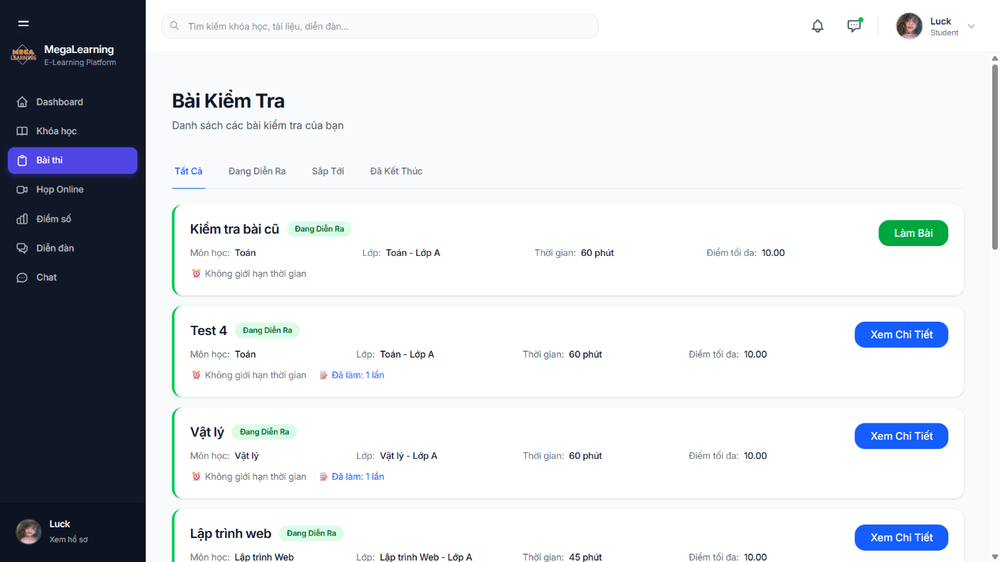 Tìm kiếm khóa học, tài liệu, diễn đàn...
Luck
Student
MEGA
LEARNING
MegaLearning
E-Learning Platform
Dashboard
Khóa học
Bài thi
Họp Online
Điểm số
Diễn đàn
Chat
Luck
Xem hồ sơ
Bài Kiểm Tra
Danh sách các bài kiểm tra của bạn
Tất Cả Đang Diễn Ra Sắp Tới Đã Kết Thúc
Kiểm tra bài cũ Đang Diễn Ra Làm Bài
Môn học: Toán Lớp: Toán - Lớp A Thời gian: 60 phút Điểm tối đa: 10.00
Không giới hạn thời gian
Test 4 Đang Diễn Ra Xem Chi Tiết
Môn học: Toán Lớp: Toán - Lớp A Thời gian: 60 phút Điểm tối đa: 10.00
Không giới hạn thời gian Đã làm: 1 lần
Vật lý Đang Diễn Ra Xem Chi Tiết
Môn học: Vật lý Lớp: Vật lý - Lớp A Thời gian: 60 phút Điểm tối đa: 10.00
Không giới hạn thời gian Đã làm: 1 lần
Lập trình web Đang Diễn Ra Xem Chi Tiết
Môn học: Lập trình Web Lớp: Lập trình Web - Lớp A Thời gian: 45 phút Điểm tối đa: 10.00